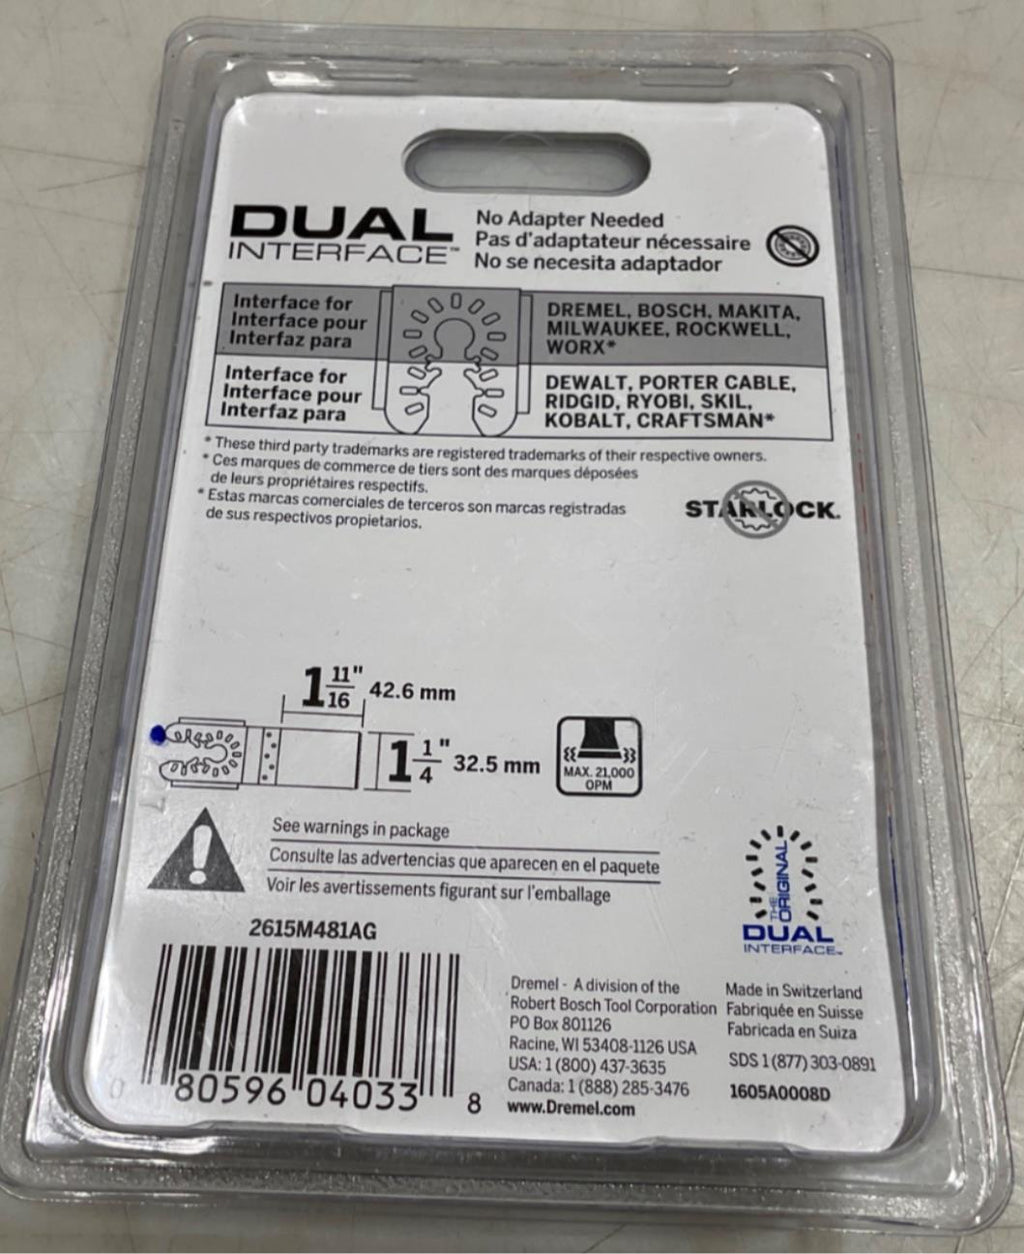 DUAL
INTERFACE™
No Adapter Needed
Pas d'adaptateur nécessaire
No se necesita adaptador
Interface for
Interface pour
Interfaz para
DREMEL, BOSCH, MAKITA,
MILWAUKEE, ROCKWELL,
WORX*
Interface for
Interface pour
Interfaz para
DEWALT, PORTER CABLE,
RIDGID, RYOBI, SKIL,
KOBALT, CRAFTSMAN*
* These third party trademarks are registered trademarks of their respective owners.
* Ces marques de commerce de tiers sont des marques déposées
de leurs propriétaires respectifs.
* Estas marcas comerciales de terceros son marcas registradas
de sus respectivos propietarios.
STARLOCK.
1 11/16" 42.6 mm
1 1/4" 32.5 mm
MAX. 21,000
OPM
See warnings in package
Consulte las advertencias que aparecen en el paquete
Voir les avertissements figurant sur l'emballage
THE ORIGINAL
DUAL
INTERFACE™
2615M481AG
0 80596 04033 8
Dremel - A division of the
Robert Bosch Tool Corporation
PO Box 801126
Racine, WI 53408-1126 USA
USA: 1 (800) 437-3635
Canada: 1 (888) 285-3476
www.Dremel.com
Made in Switzerland
Fabriquée en Suisse
Fabricada en Suiza
SDS 1 (877) 303-0891
1605A0008D